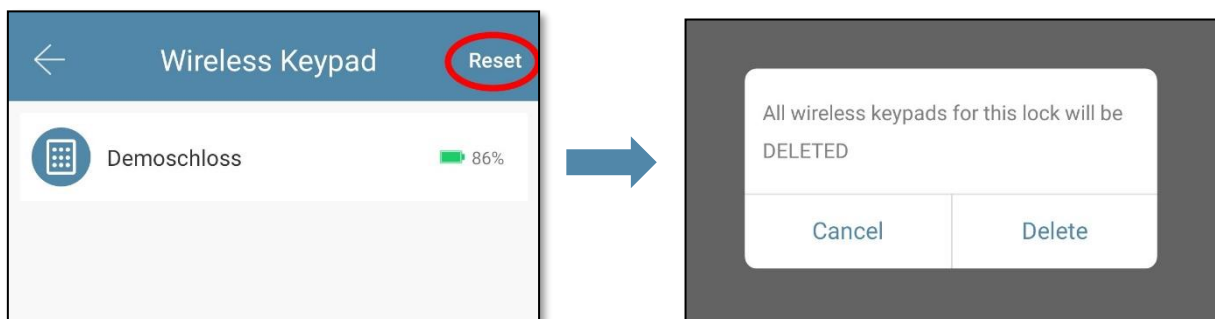 Wireless Keypad
Reset
Demoschloss
86%
All wireless keypads for this lock will be
DELETED
Cancel
Delete